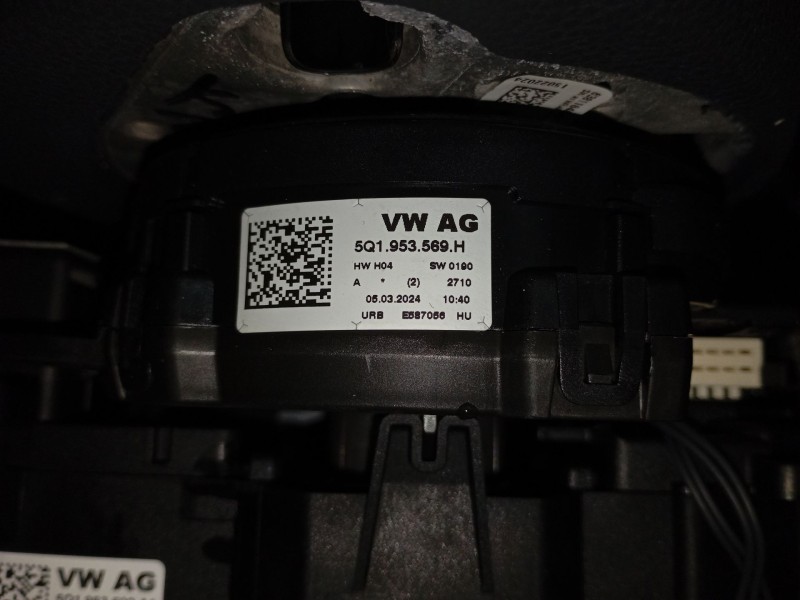 VW AG
5Q1.953.569.H
HW H04 SW 0190
A * (2) 2710
05.03.2024 10:40
URB E587056 HU
VW AG